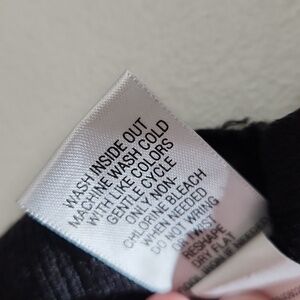 WASH INSIDE OUT
MACHINE WASH COLD
WITH LIKE COLORS
GENTLE CYCLE
ONLY NON-
CHLORINE BLEACH
WHEN NEEDED
DO NOT WRING
OR TWIST
RESHAPE
DRY FLAT